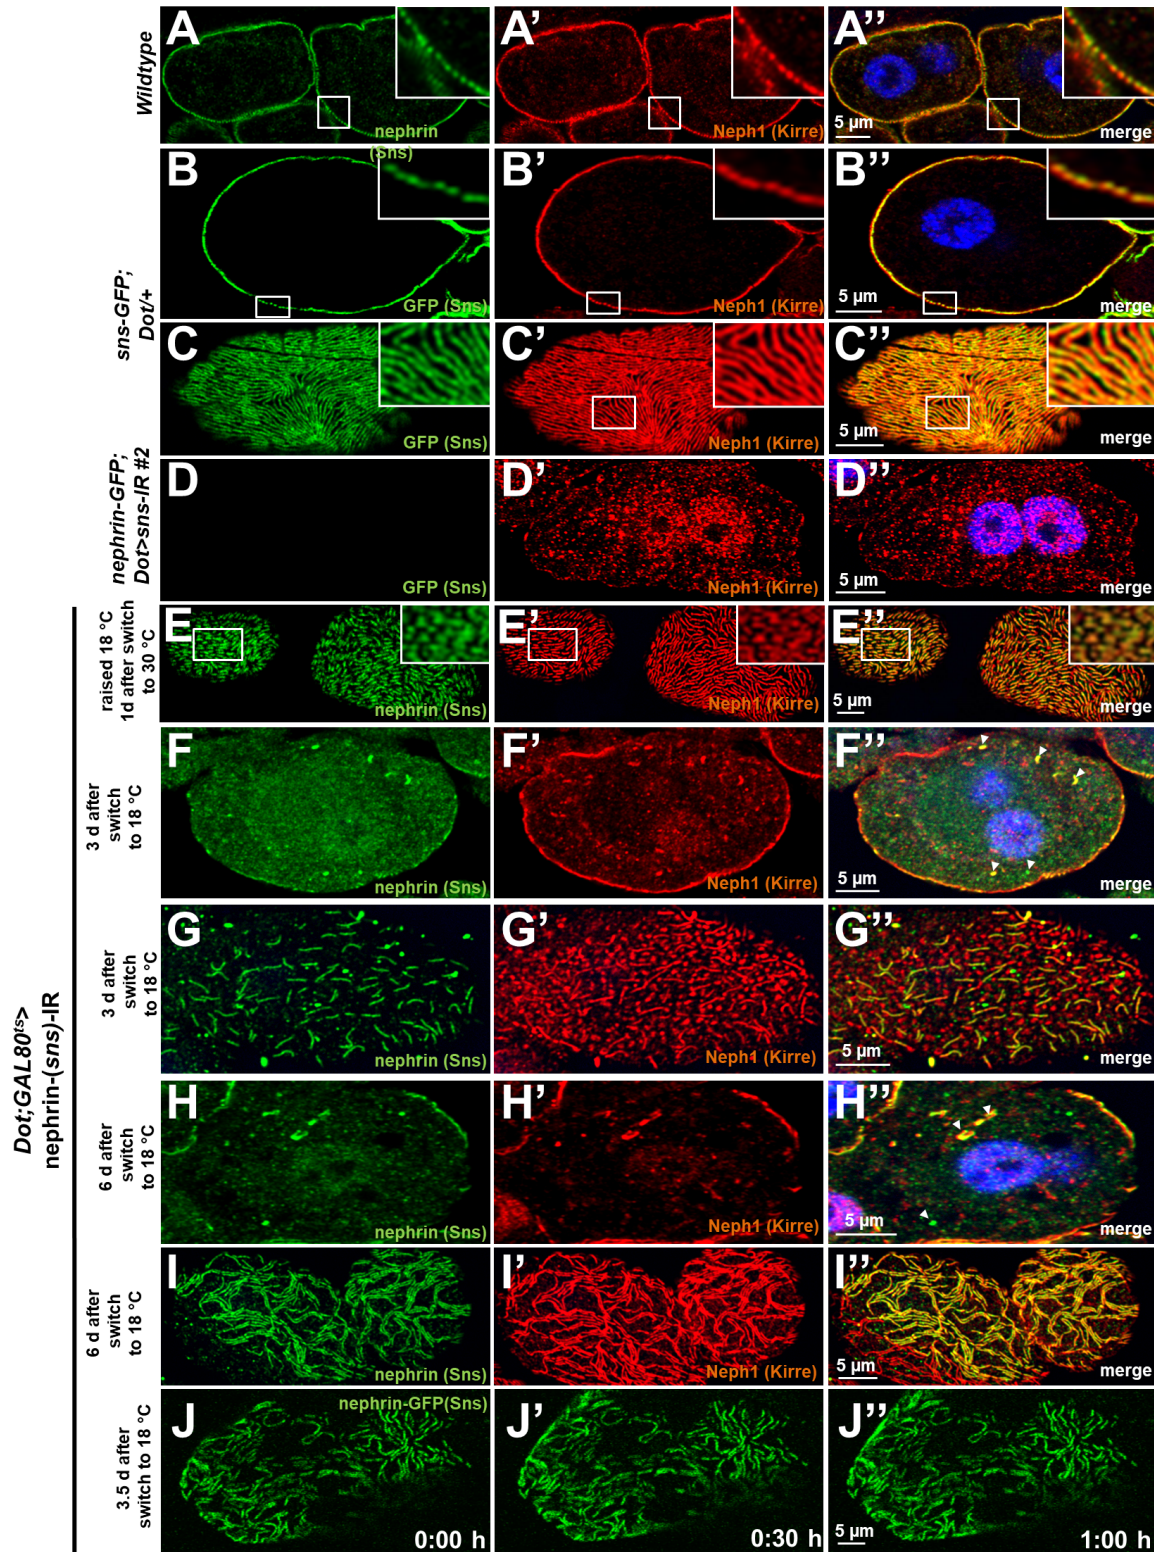 Wildtype
A
nephrin
(Sns)
A'
Neph1 (Kirre)
A''
5 µm
merge
sns-GFP;
Dot/+
B
GFP (Sns)
B'
Neph1 (Kirre)
B''
5 µm
merge
C
GFP (Sns)
C'
Neph1 (Kirre)
C''
5 µm
merge
nephrin-GFP;
Dot>sns-IR #2
D
GFP (Sns)
D'
Neph1 (Kirre)
D''
5 µm
merge
Dot;GAL80ts>
nephrin-(sns)-IR
raised 18 °C
1d after switch
to 30 °C
E
nephrin (Sns)
E'
Neph1 (Kirre)
E''
5 µm
merge
3 d after
switch
to 18 °C
F
nephrin (Sns)
F'
Neph1 (Kirre)
F''
5 µm
merge
3 d after
switch
to 18 °C
G
nephrin (Sns)
G'
Neph1 (Kirre)
G''
5 µm
merge
6 d after
switch
to 18 °C
H
nephrin (Sns)
H'
Neph1 (Kirre)
H''
5 µm
merge
6 d after
switch
to 18 °C
I
nephrin (Sns)
I'
Neph1 (Kirre)
I''
5 µm
merge
3.5 d after
switch to 18 °C
J
nephrin-GFP(Sns)
0:00 h
J'
0:30 h
J''
5 µm
1:00 h